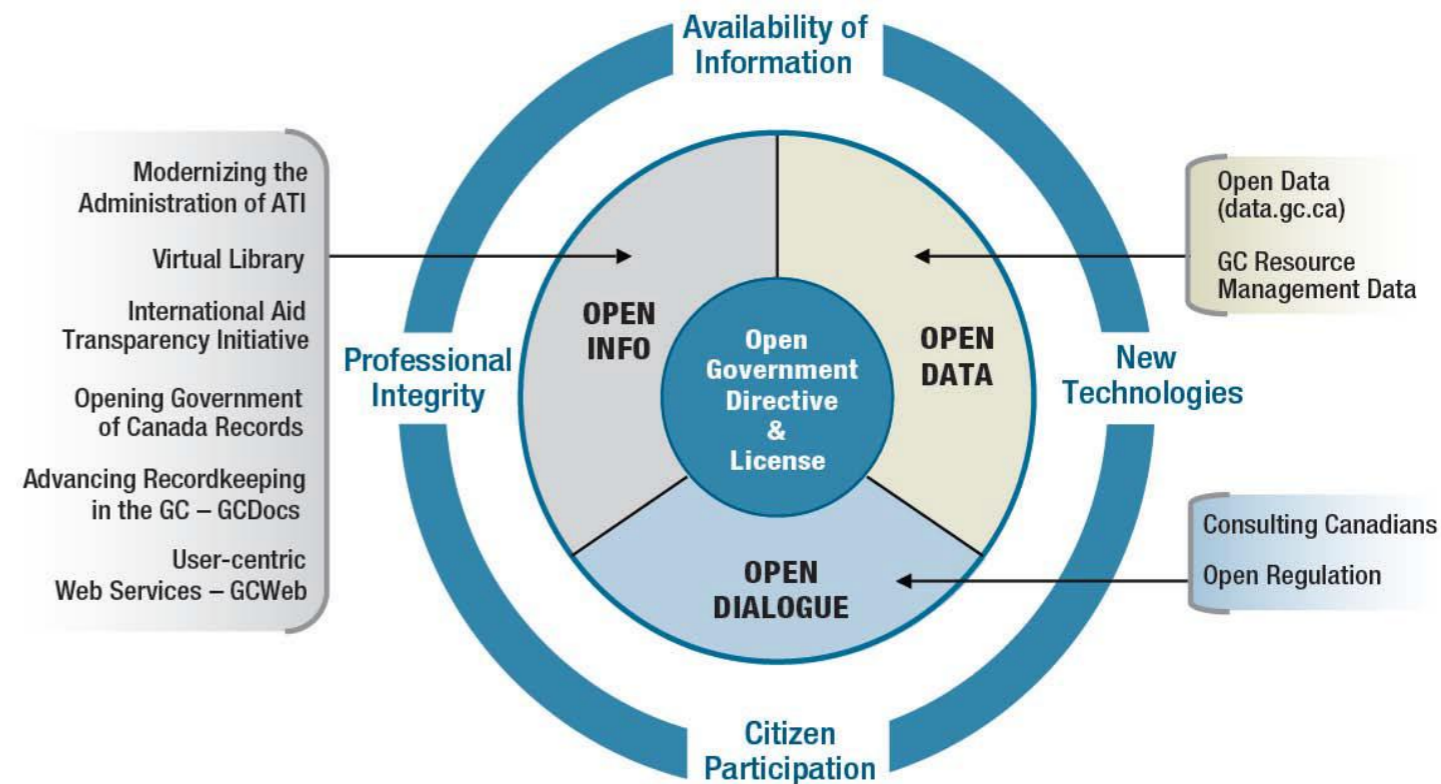 Availability of
Information
Modernizing the
Administration of ATI
Virtual Library
International Aid
Transparency Initiative
Opening Government
of Canada Records
Advancing Recordkeeping
in the GC – GCDocs
User-centric
Web Services – GCWeb
Professional
Integrity
OPEN
INFO
Open
Government
Directive
&
License
OPEN
DATA
OPEN
DIALOGUE
New
Technologies
Open Data
(data.gc.ca)
GC Resource
Management Data
Consulting Canadians
Open Regulation
Citizen
Participation